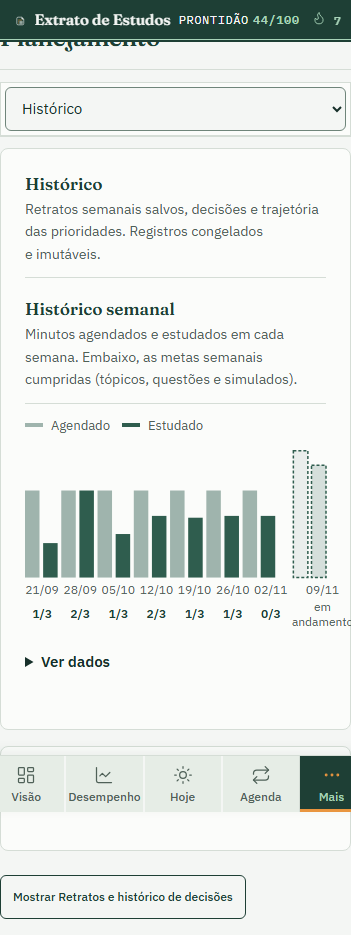 Extrato de Estudos PRONTIDÃO 44/100 7
Planejamento
Histórico
Histórico
Retratos semanais salvos, decisões e trajetória
das prioridades. Registros congelados
e imutáveis.
Histórico semanal
Minutos agendados e estudados em cada
semana. Embaixo, as metas semanais
cumpridas (tópicos, questões e simulados).
Agendado Estudado
21/09 28/09 05/10 12/10 19/10 26/10 02/11 09/11
em
andamento
1/3 2/3 1/3 2/3 1/3 1/3 0/3
Ver dados
Visão Desempenho Hoje Agenda Mais
Mostrar Retratos e histórico de decisões